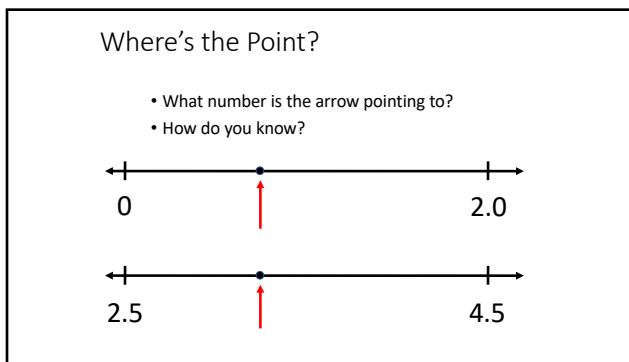 Where’s the Point?
• What number is the arrow pointing to?
• How do you know?
0 2.0
2.5 4.5